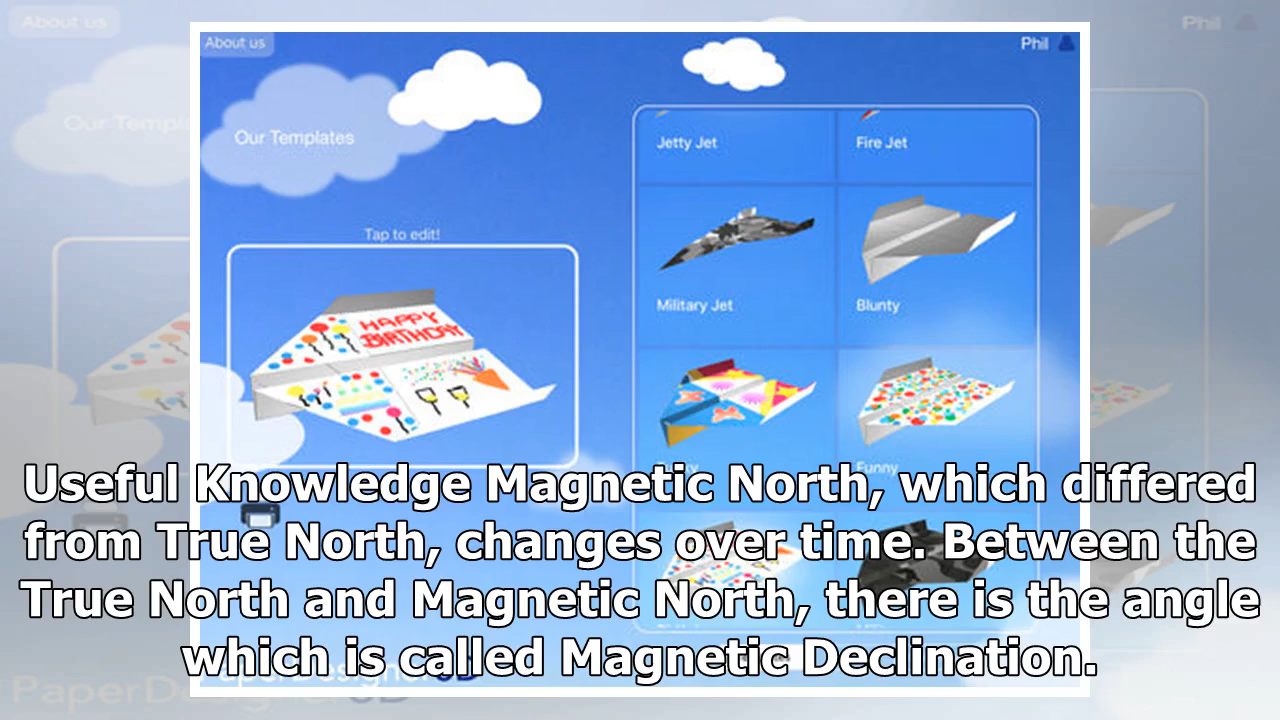 About us
Phil
Our Templates
Tap to edit!
HAPPY
BIRTHDAY
Jetty Jet
Fire Jet
Military Jet
Blunty
Funny
Useful Knowledge Magnetic North, which differed
from True North, changes over time. Between the
True North and Magnetic North, there is the angle
which is called Magnetic Declination.